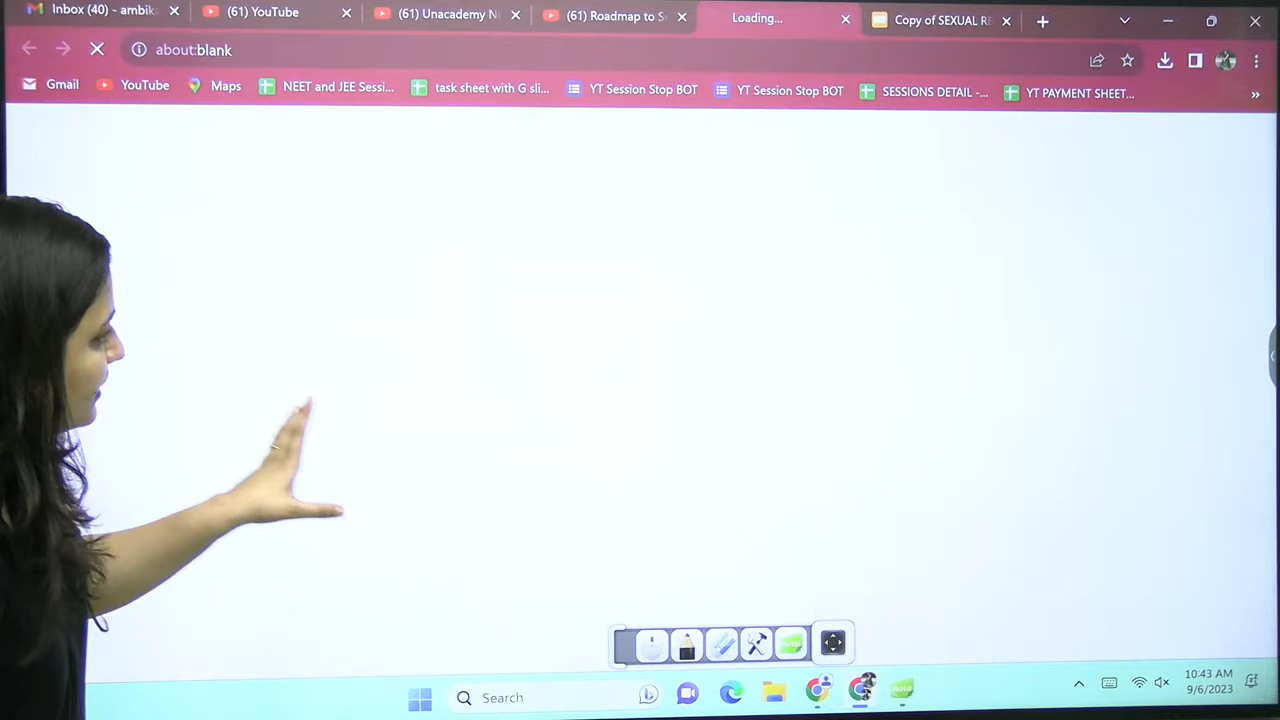 Inbox (40) - ambik
(61) YouTube
(61) Unacademy N
(61) Roadmap to S
Loading...
Copy of SEXUAL RE
about:blank
Gmail
YouTube
Maps
NEET and JEE Sessi...
task sheet with G sli...
YT Session Stop BOT
YT Session Stop BOT
SESSIONS DETAIL -...
YT PAYMENT SHEET...
Search
Note
10:43 AM
9/6/2023